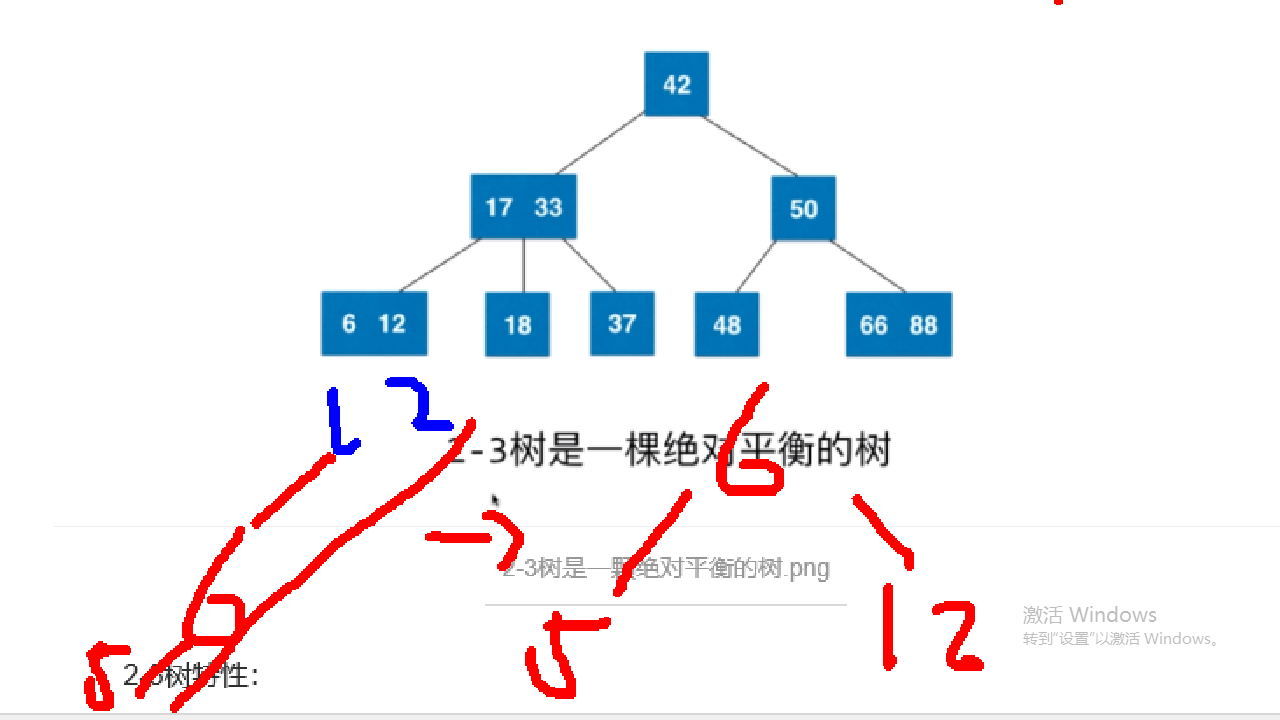 42
17 33 50
6 12 18 37 48 66 88
1 2
2-3树是一棵绝对平衡的树
6
2-3树是一颗绝对平衡的树.png
5 12
激活 Windows
转到“设置”以激活 Windows。
5 2-3树特性: